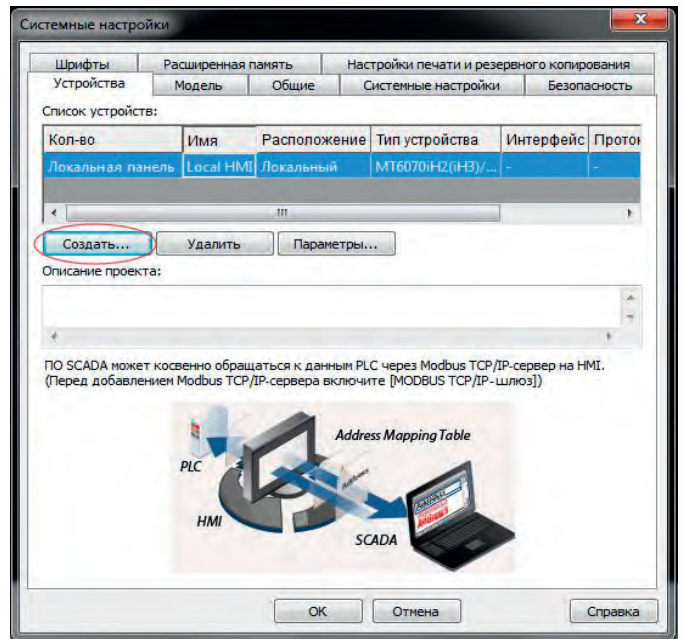 Системные настройки
Шрифты Расширенная память Настройки печати и резервного копирования
Устройства Модель Общие Системные настройки Безопасность
Список устройств:
Кол-во Имя Расположение Тип устройства Интерфейс Проток
Локальная панель Local HMI Локальный MT6070iH2(iH3)/... - -
Создать... Удалить Параметры...
Описание проекта:
ПО SCADA может косвенно обращаться к данным PLC через Modbus TCP/IP-сервер на HMI.
(Перед добавлением Modbus TCP/IP-сервера включите [MODBUS TCP/IP-шлюз])
Address Mapping Table
PLC
HMI
SCADA
OK Отмена Справка